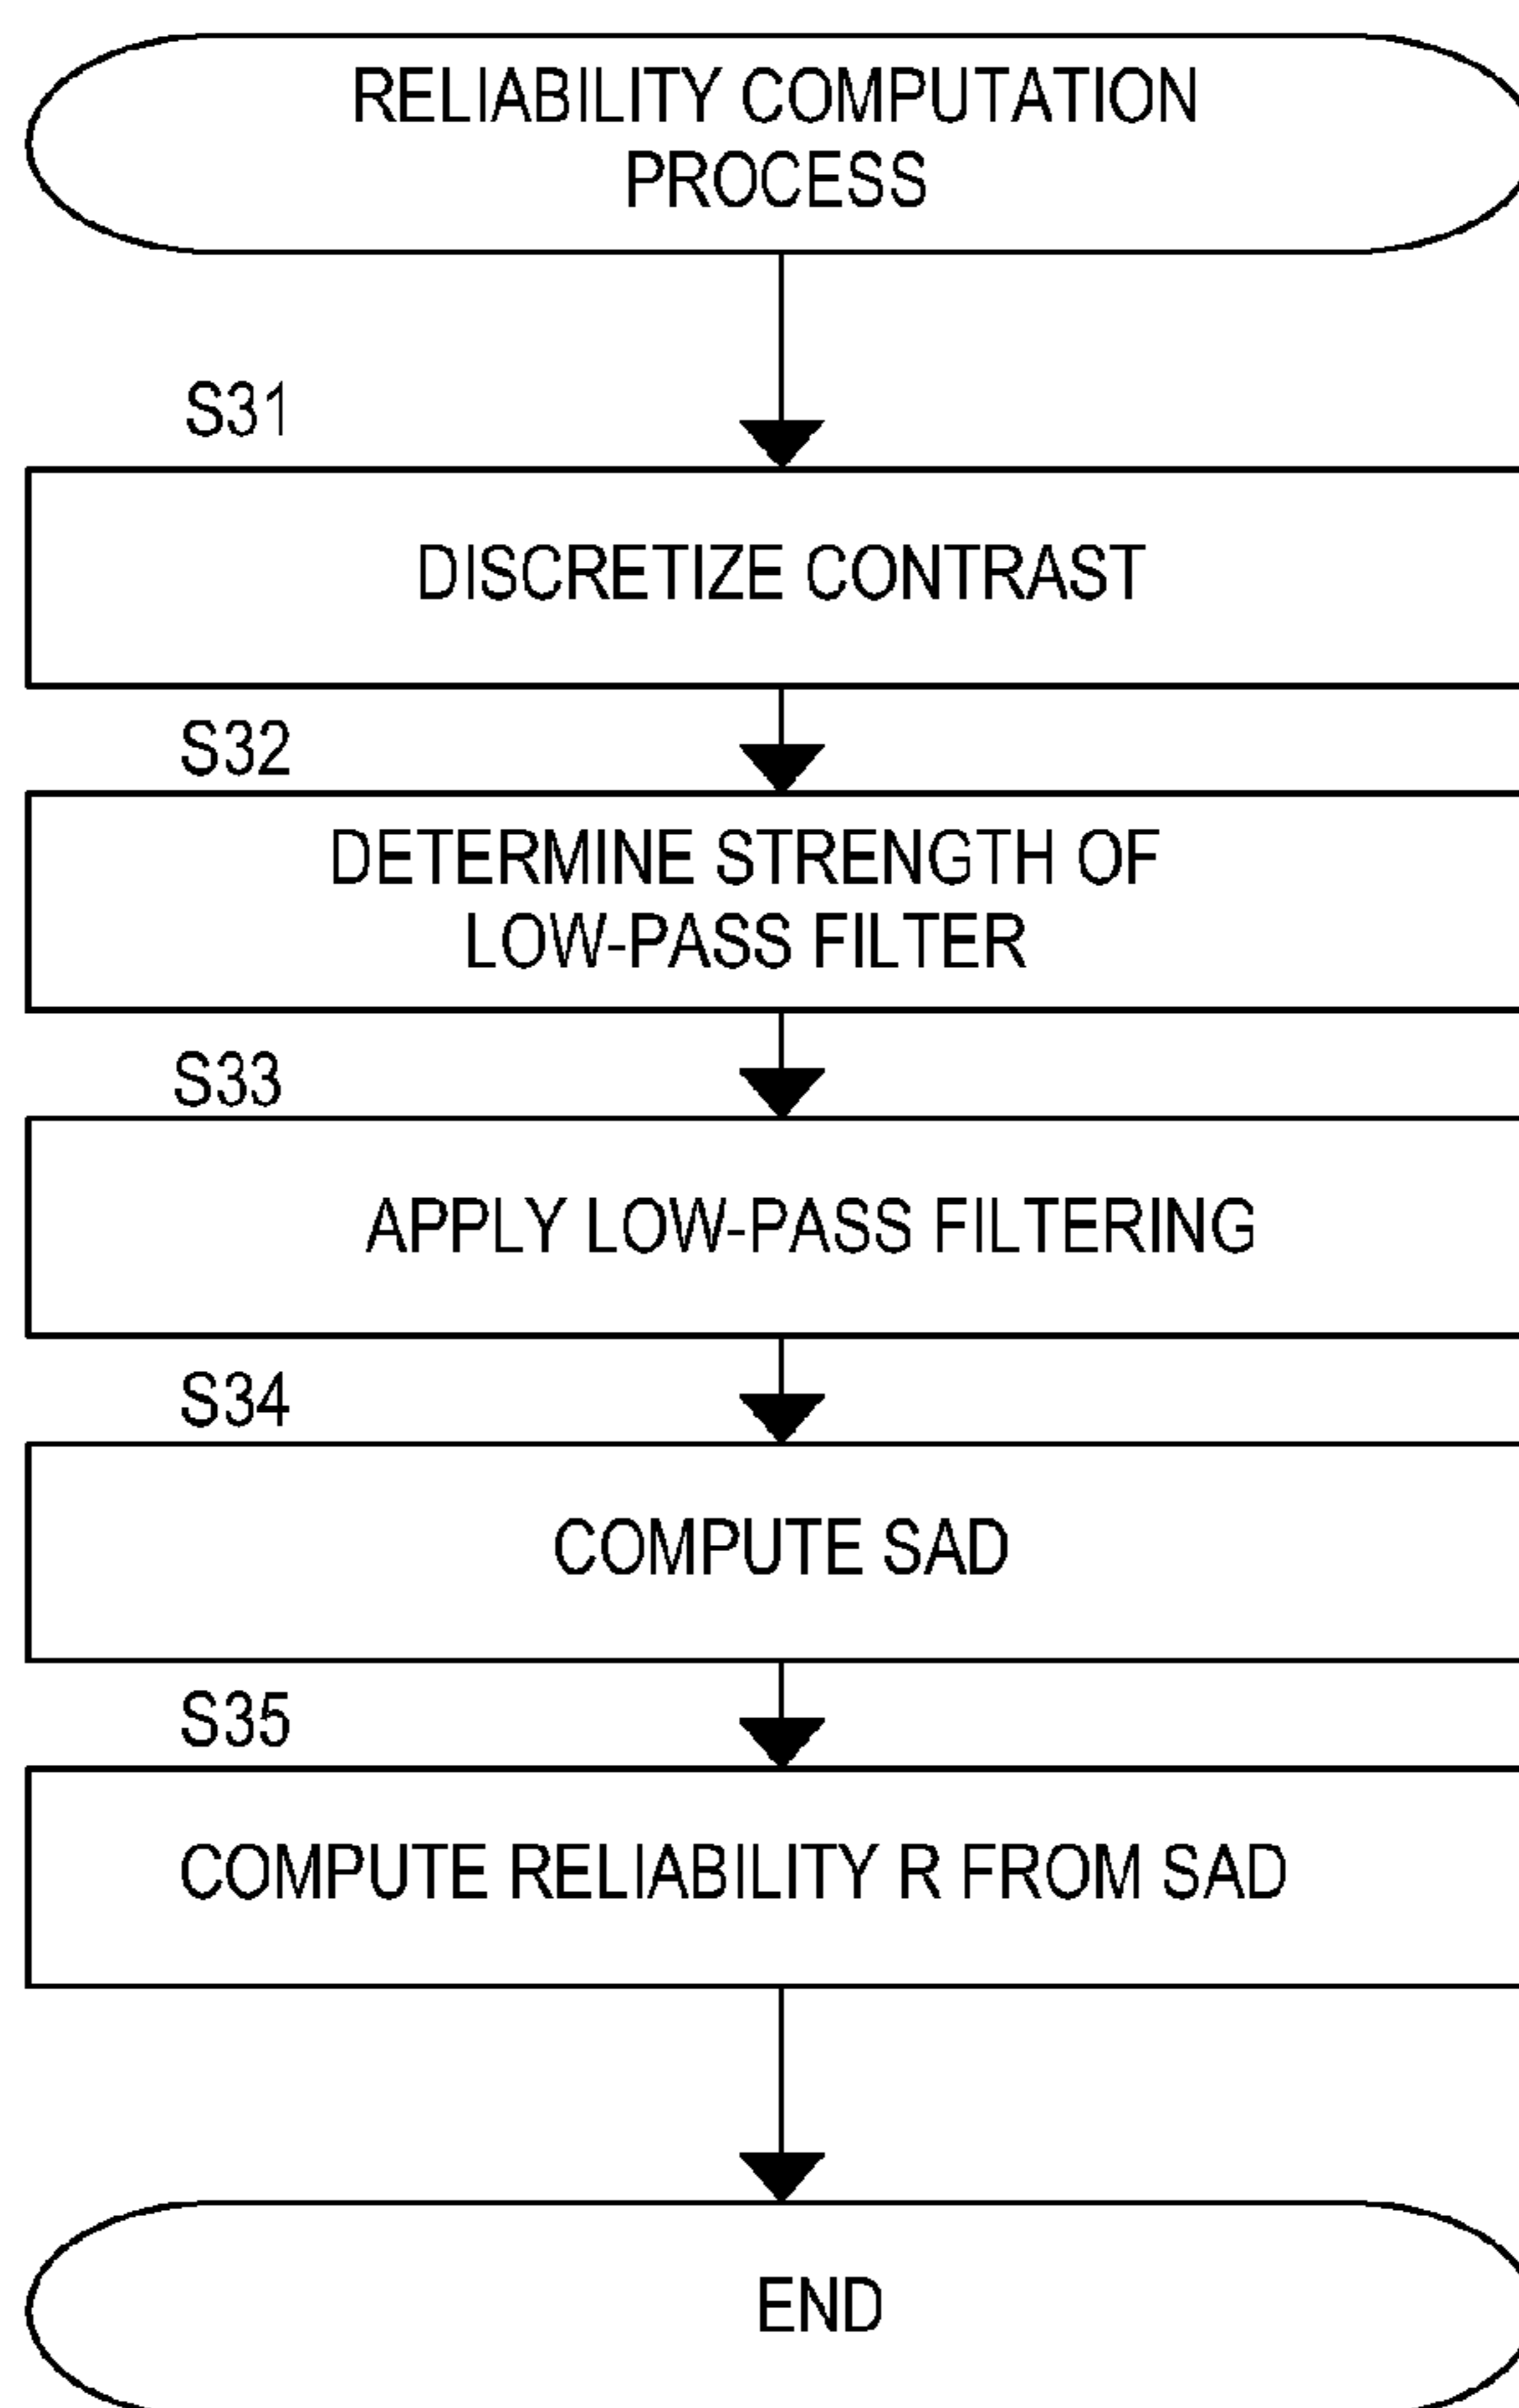 RELIABILITY COMPUTATION
PROCESS
S31
DISCRETIZE CONTRAST
S32
DETERMINE STRENGTH OF
LOW-PASS FILTER
S33
APPLY LOW-PASS FILTERING
S34
COMPUTE SAD
S35
COMPUTE RELIABILITY R FROM SAD
END